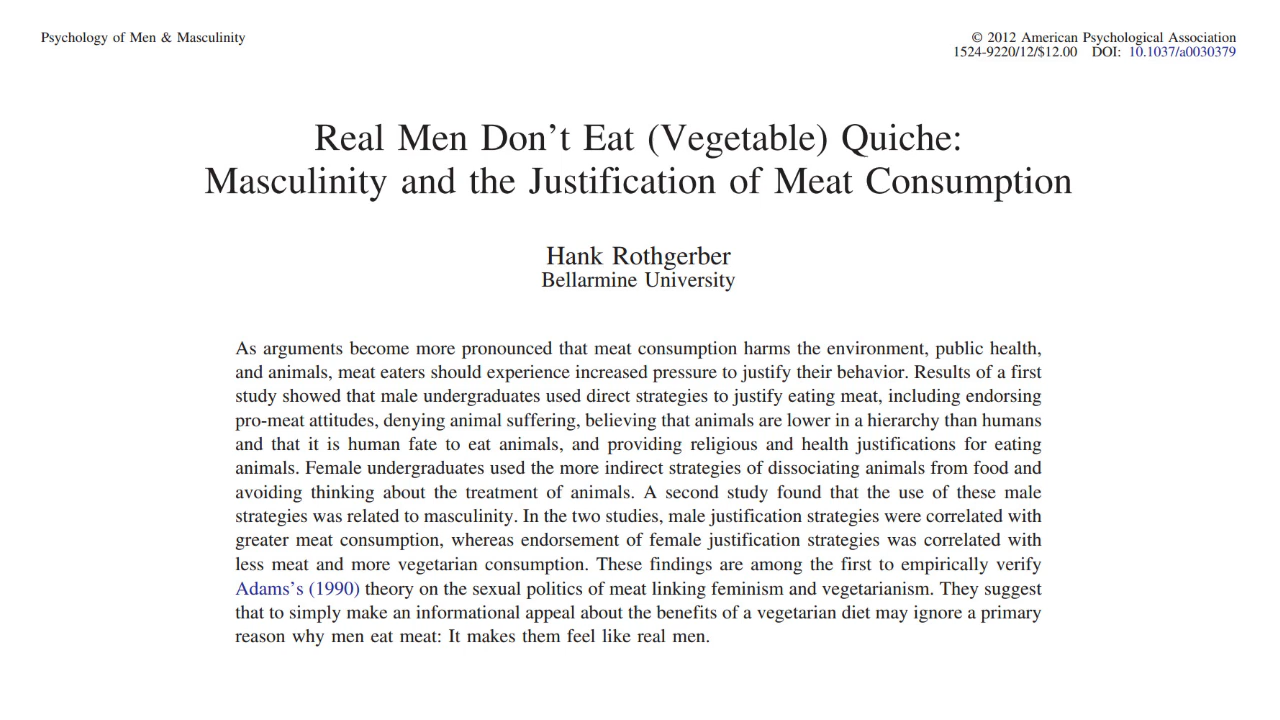 Psychology of Men & Masculinity
© 2012 American Psychological Association
1524-9220/12/$12.00 DOI: 10.1037/a0030379
Real Men Don’t Eat (Vegetable) Quiche:
Masculinity and the Justification of Meat Consumption
Hank Rothgerber
Bellarmine University
As arguments become more pronounced that meat consumption harms the environment, public health,
and animals, meat eaters should experience increased pressure to justify their behavior. Results of a first
study showed that male undergraduates used direct strategies to justify eating meat, including endorsing
pro-meat attitudes, denying animal suffering, believing that animals are lower in a hierarchy than humans
and that it is human fate to eat animals, and providing religious and health justifications for eating
animals. Female undergraduates used the more indirect strategies of dissociating animals from food and
avoiding thinking about the treatment of animals. A second study found that the use of these male
strategies was related to masculinity. In the two studies, male justification strategies were correlated with
greater meat consumption, whereas endorsement of female justification strategies was correlated with
less meat and more vegetarian consumption. These findings are among the first to empirically verify
Adams’s (1990) theory on the sexual politics of meat linking feminism and vegetarianism. They suggest
that to simply make an informational appeal about the benefits of a vegetarian diet may ignore a primary
reason why men eat meat: It makes them feel like real men.